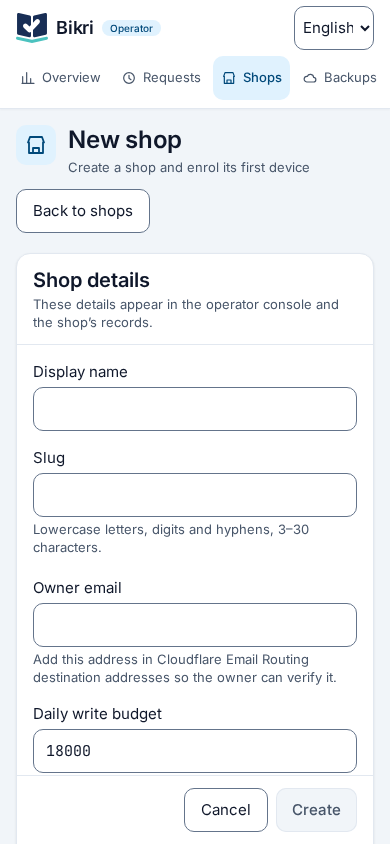 Bikri
Operator
English
Overview
Requests
Shops
Backups
New shop
Create a shop and enrol its first device
Back to shops
Shop details
These details appear in the operator console and
the shop’s records.
Display name
Slug
Lowercase letters, digits and hyphens, 3–30
characters.
Owner email
Add this address in Cloudflare Email Routing
destination addresses so the owner can verify it.
Daily write budget
18000
Cancel
Create